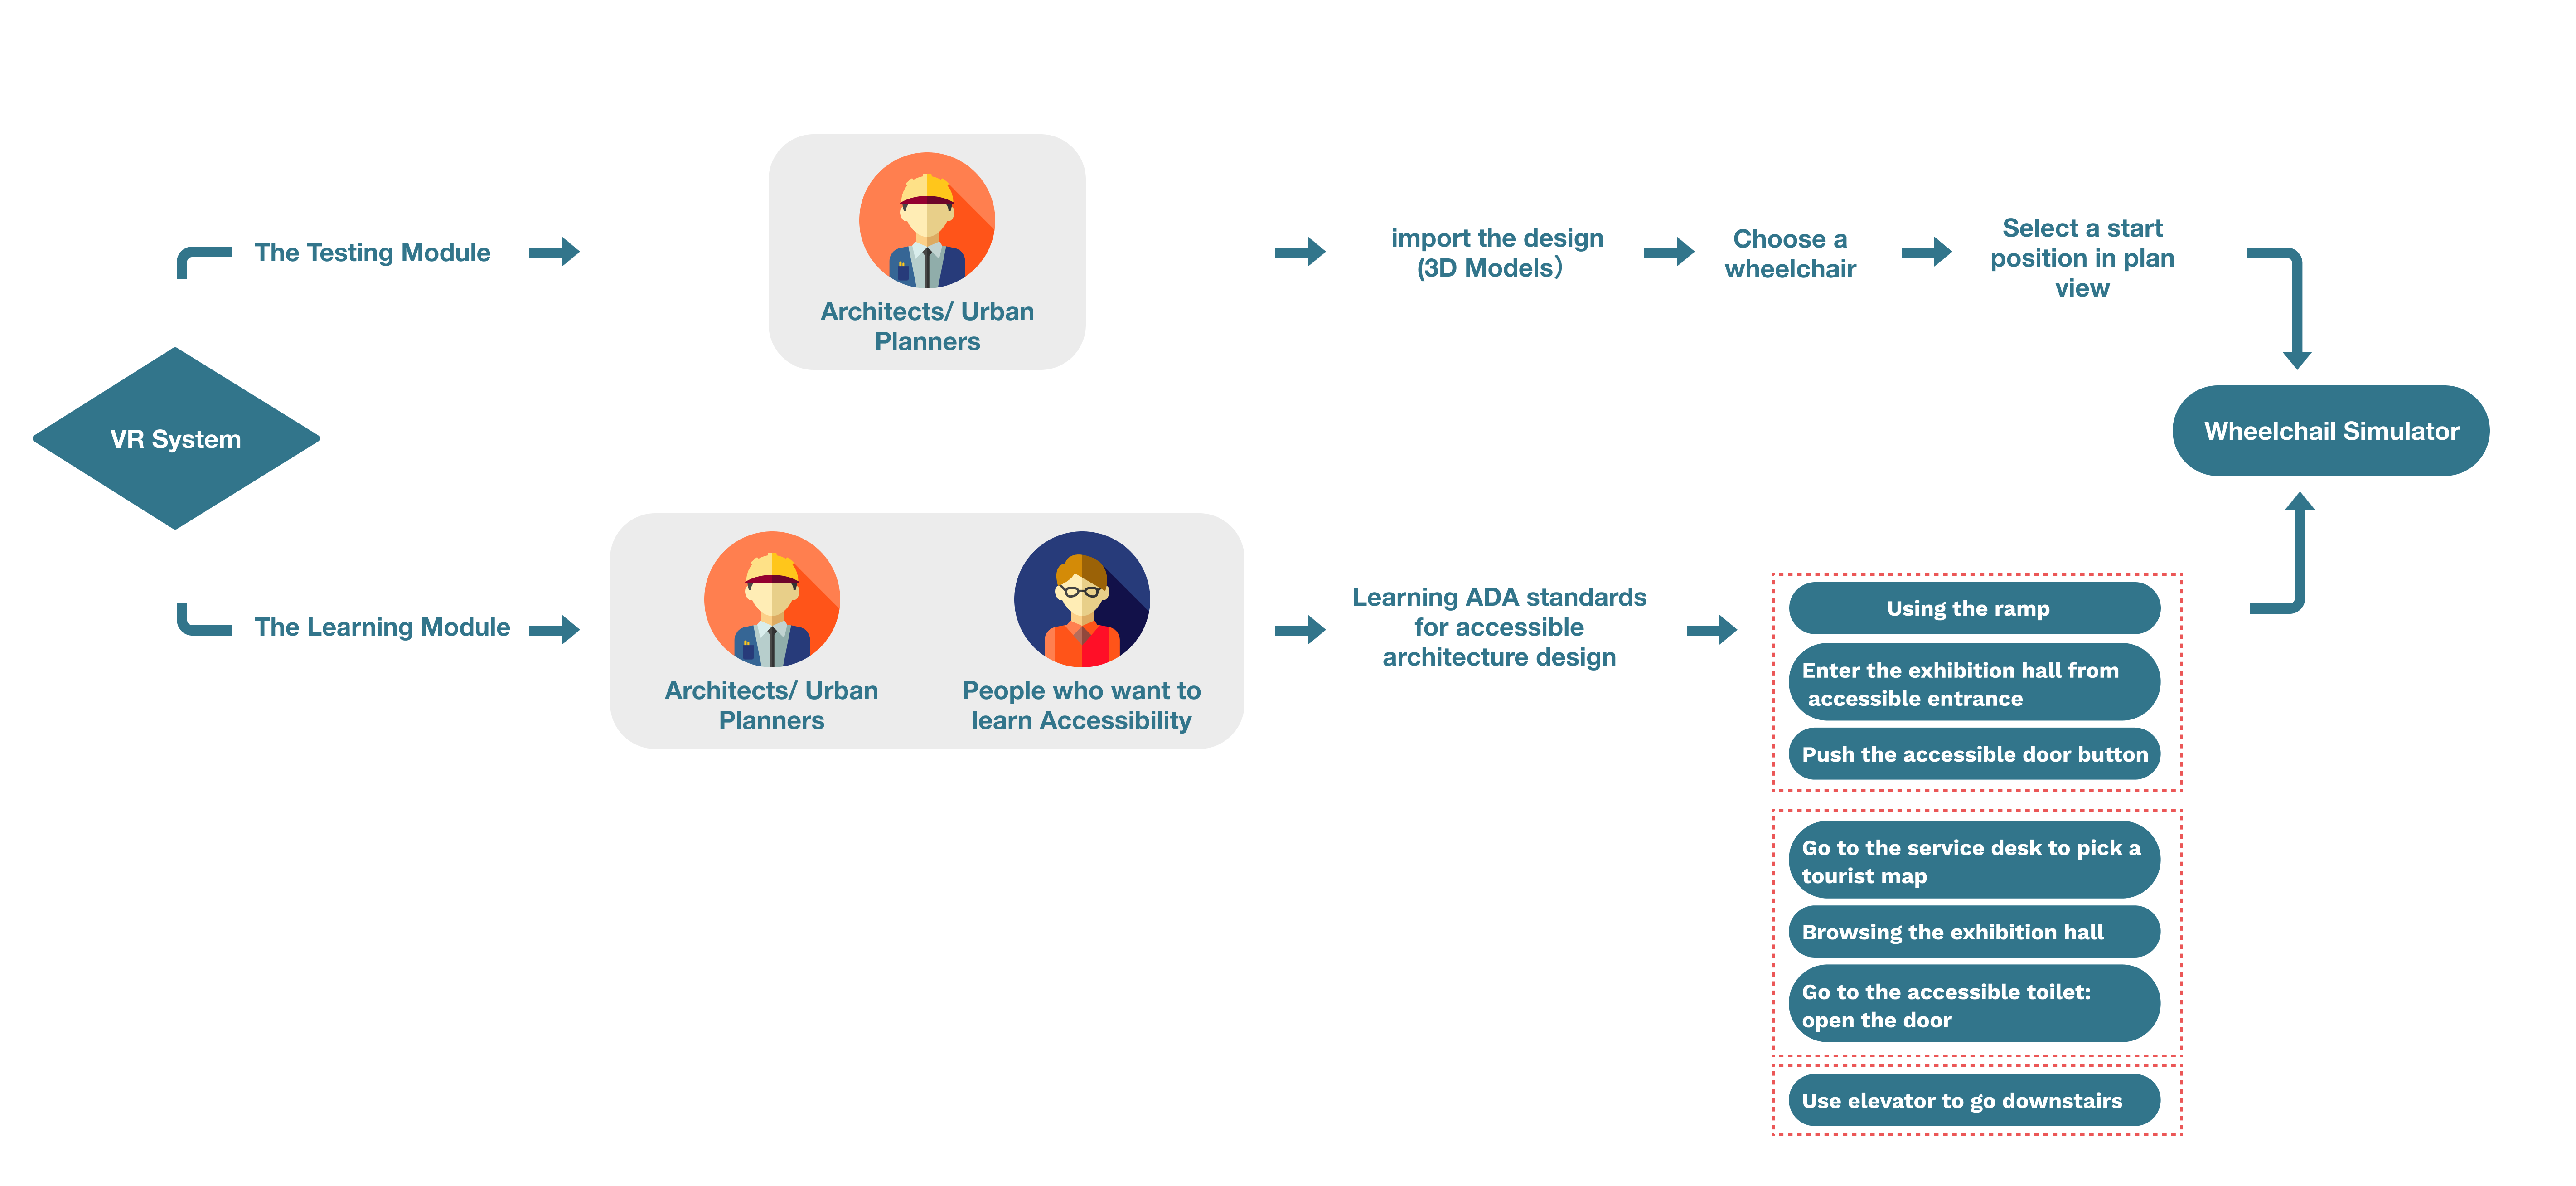 The Testing Module
Architects/ Urban
Planners
import the design
(3D Models）
Choose a
wheelchair
Select a start
position in plan
view
VR System
Wheelchail Simulator
The Learning Module
Architects/ Urban
Planners
People who want to
learn Accessibility
Learning ADA standards
for accessible
architecture design
Using the ramp
Enter the exhibition hall from
accessible entrance
Push the accessible door button
Go to the service desk to pick a
tourist map
Browsing the exhibition hall
Go to the accessible toilet:
open the door
Use elevator to go downstairs